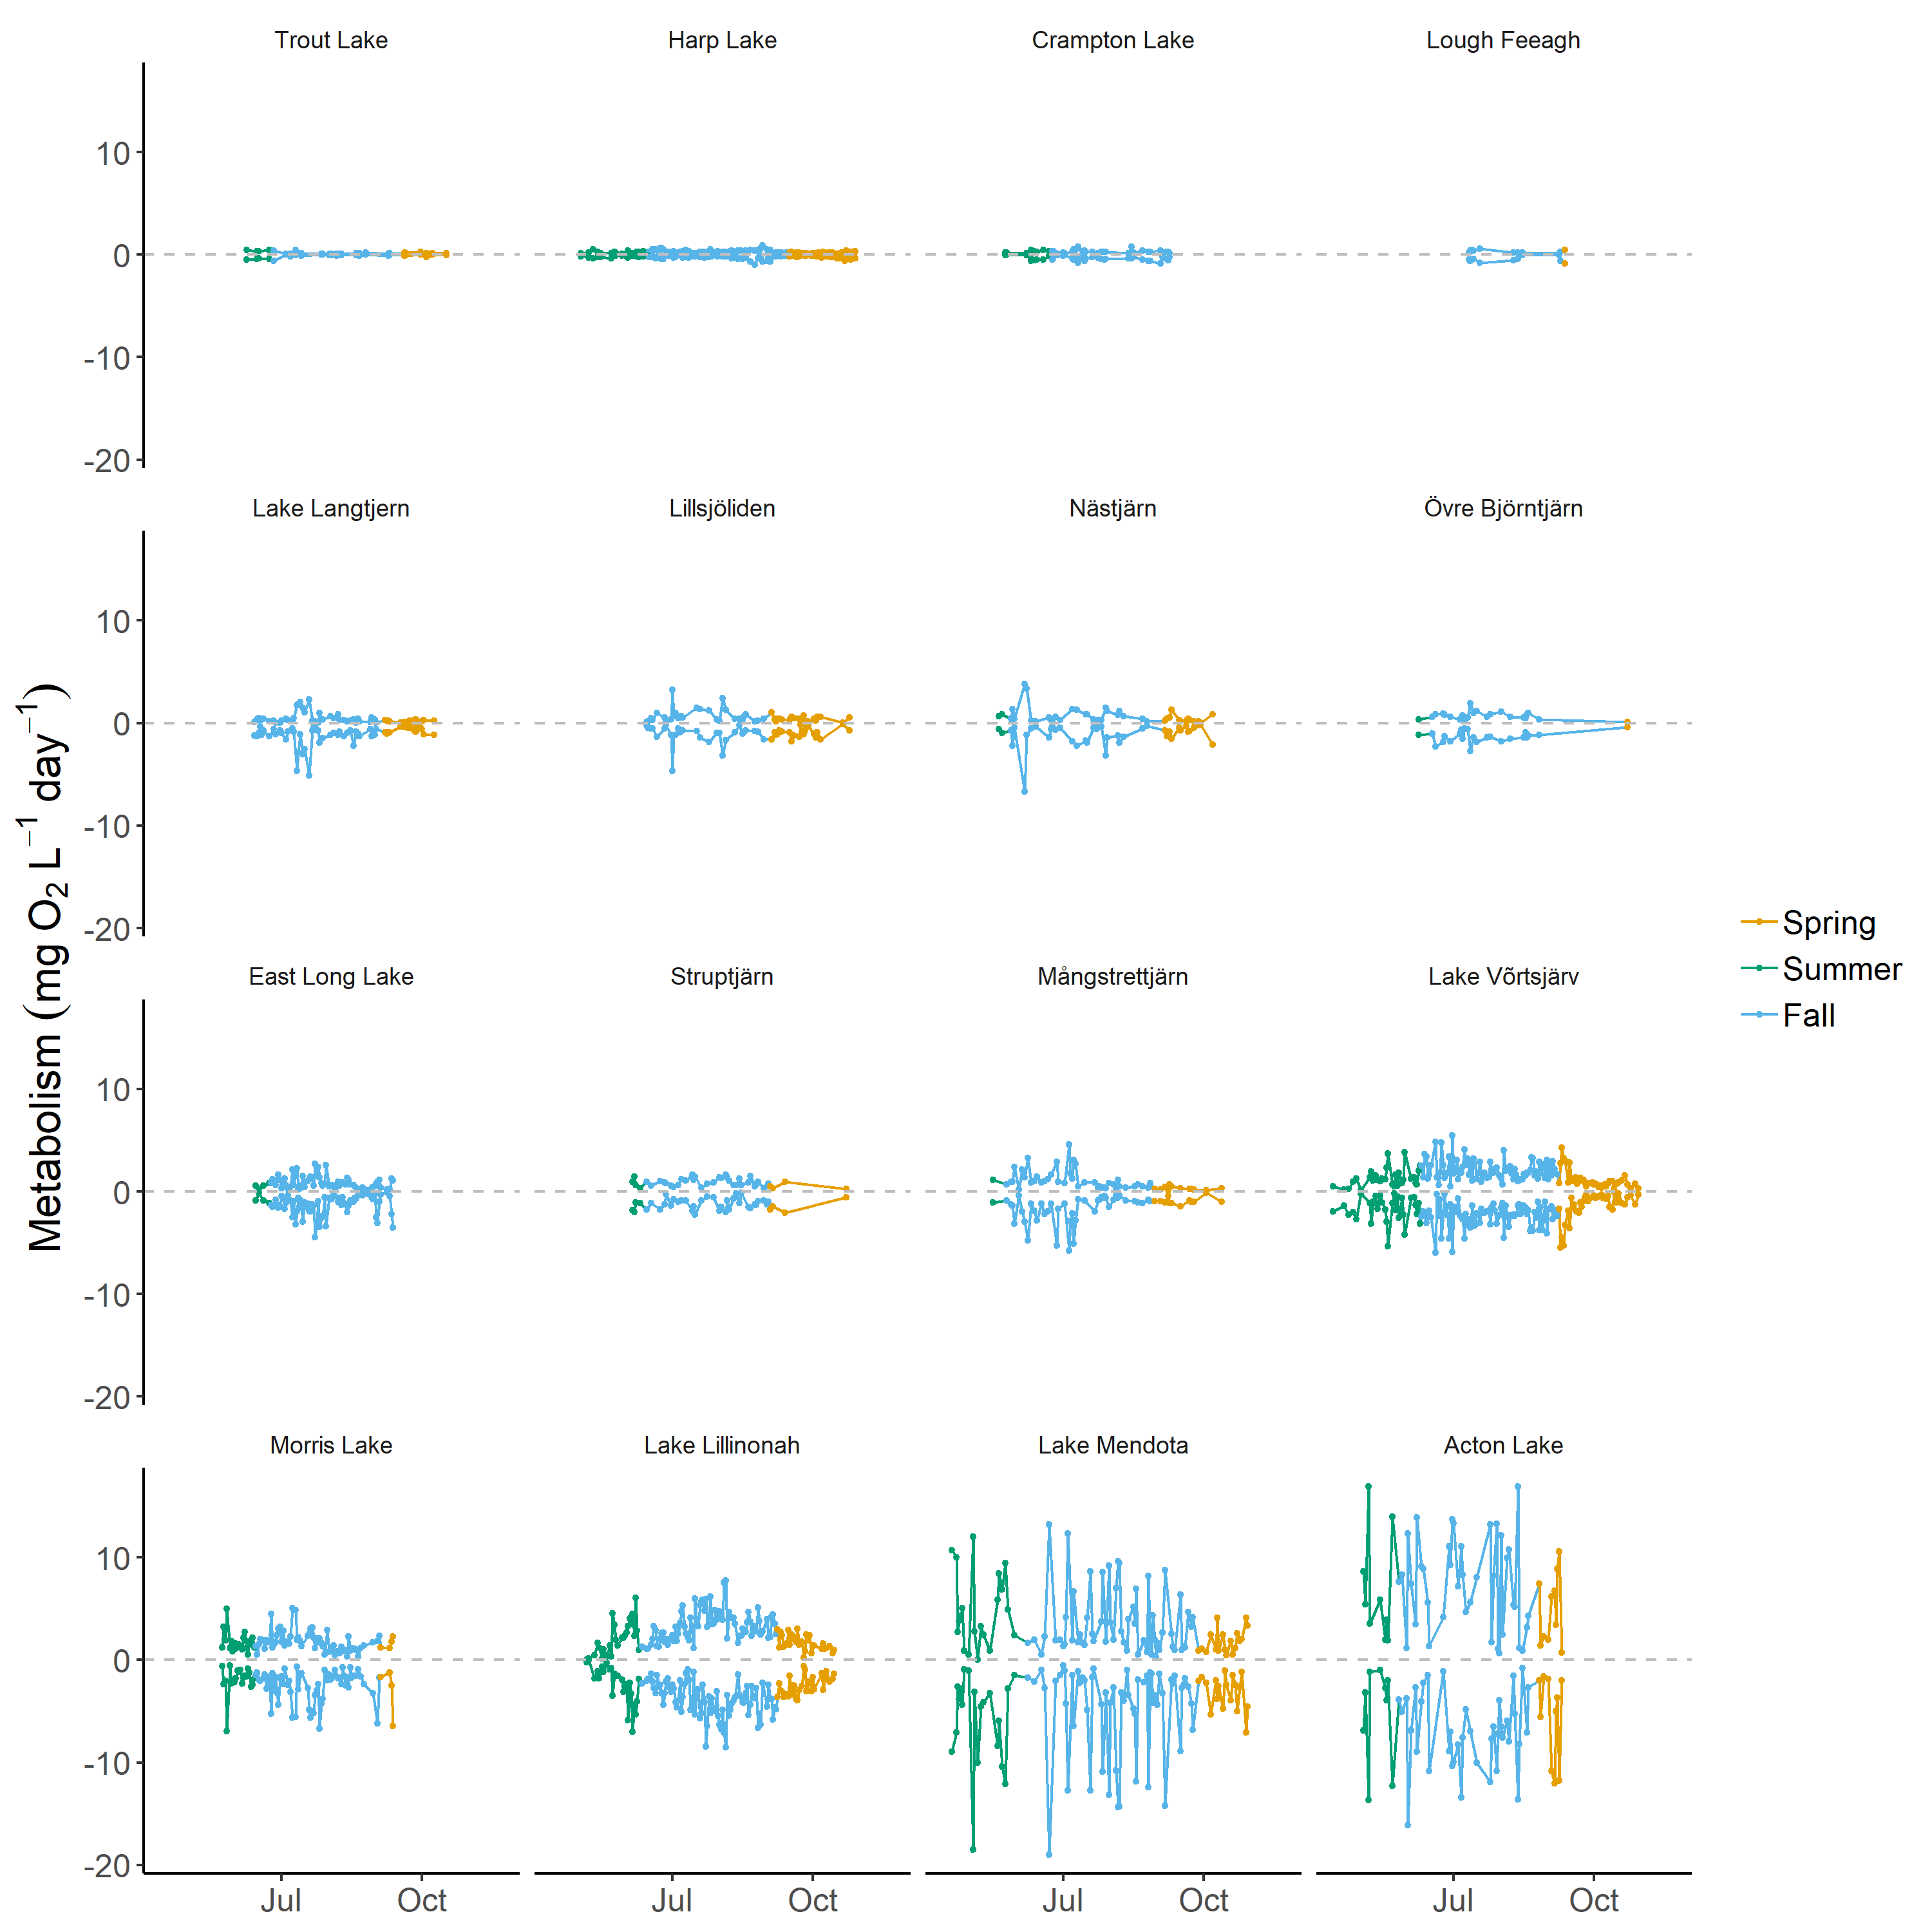 Trout Lake Harp Lake Crampton Lake Lough Feeagh
10
0
-10
-20
Lake Langtjern Lillsjöliden Nästjärn Övre Björntjärn
10
0
-10
-20
East Long Lake Struptjärn Mångstrettjärn Lake Võrtsjärv
10
0
-10
-20
Morris Lake Lake Lillinonah Lake Mendota Acton Lake
10
0
-10
-20
Jul Oct Jul Oct Jul Oct Jul Oct
Metabolism (mg O₂ L⁻¹ day⁻¹)
Spring
Summer
Fall